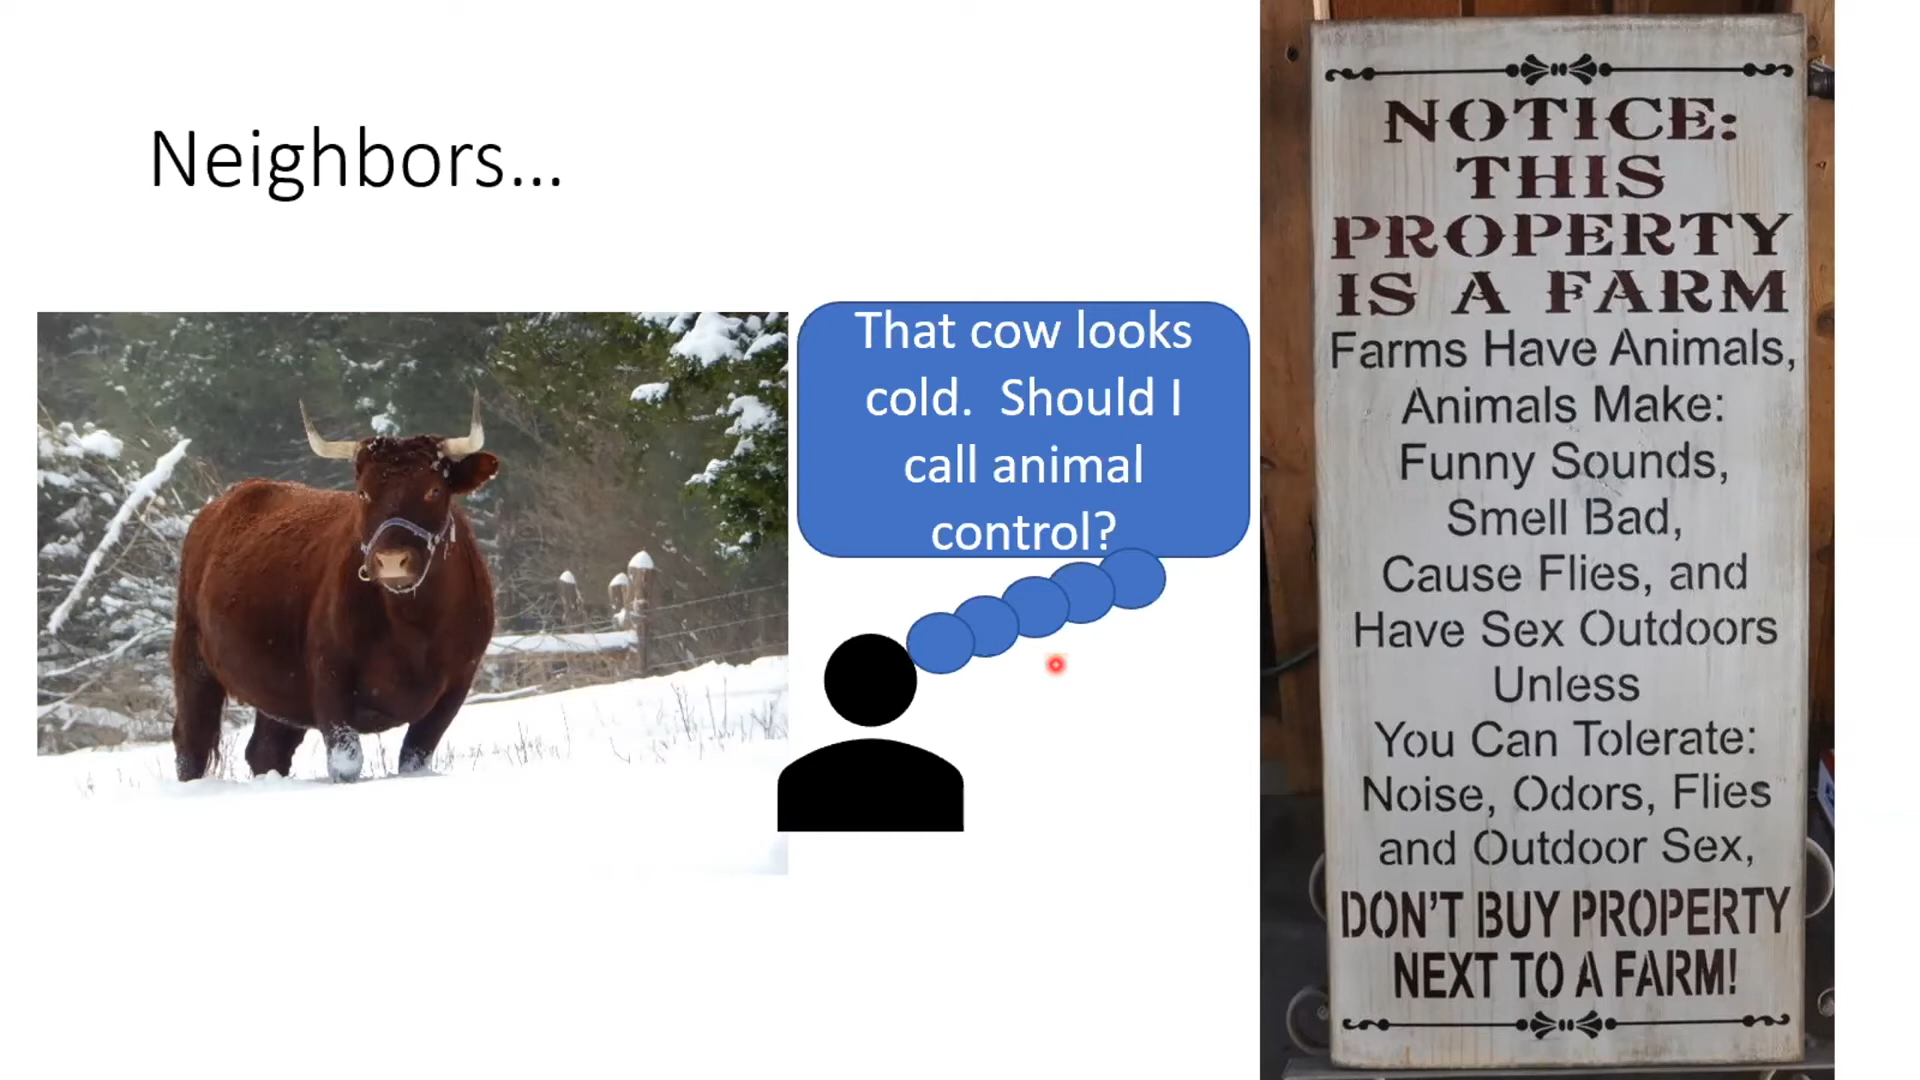 Neighbors...
That cow looks
cold.  Should I
call animal
control?
NOTICE:
THIS
PROPERTY
IS A FARM
Farms Have Animals,
Animals Make:
Funny Sounds,
Smell Bad,
Cause Flies, and
Have Sex Outdoors
Unless
You Can Tolerate:
Noise, Odors, Flies
and Outdoor Sex,
DON'T BUY PROPERTY
NEXT TO A FARM!